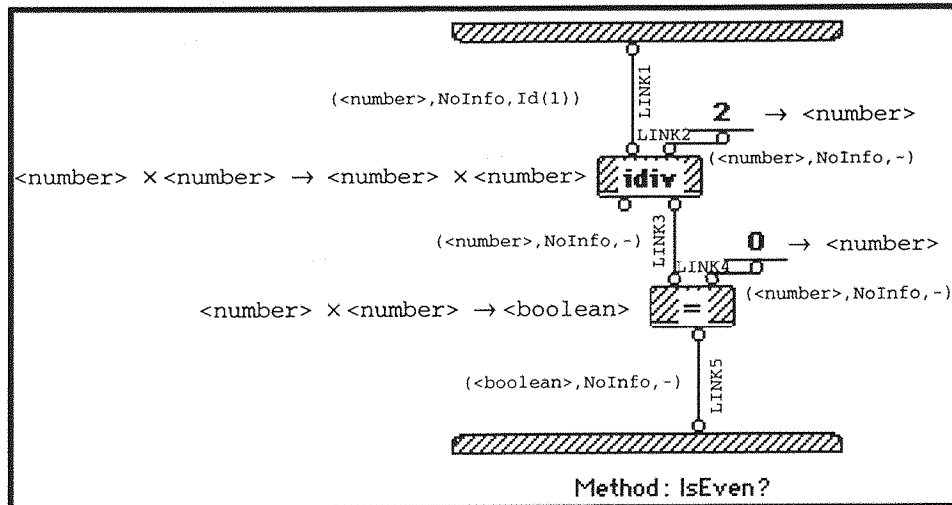 LINK1
(<number>,NoInfo,Id(1))
2 → <number>
LINK2
(<number>,NoInfo,-)
<number> ×<number> → <number> ×<number>
idiv
LINK3
(<number>,NoInfo,-)
0 → <number>
LINK4
(<number>,NoInfo,-)
<number> ×<number> →<boolean>
=
LINK5
(<boolean>,NoInfo,-)
Method: IsEven?